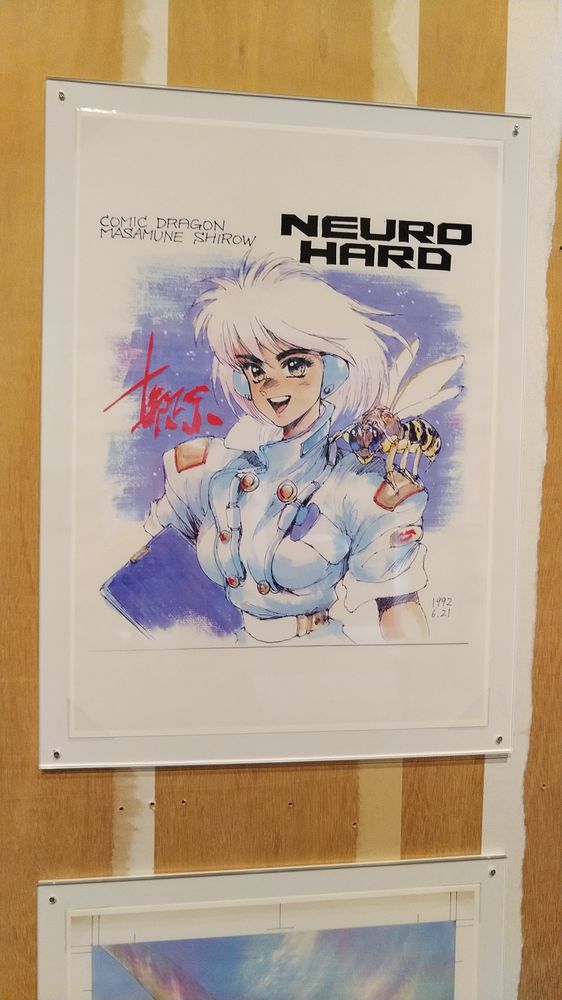 COMIC DRAGON
MASAMUNE SHIROW
NEURO
HARD
1992
6.21